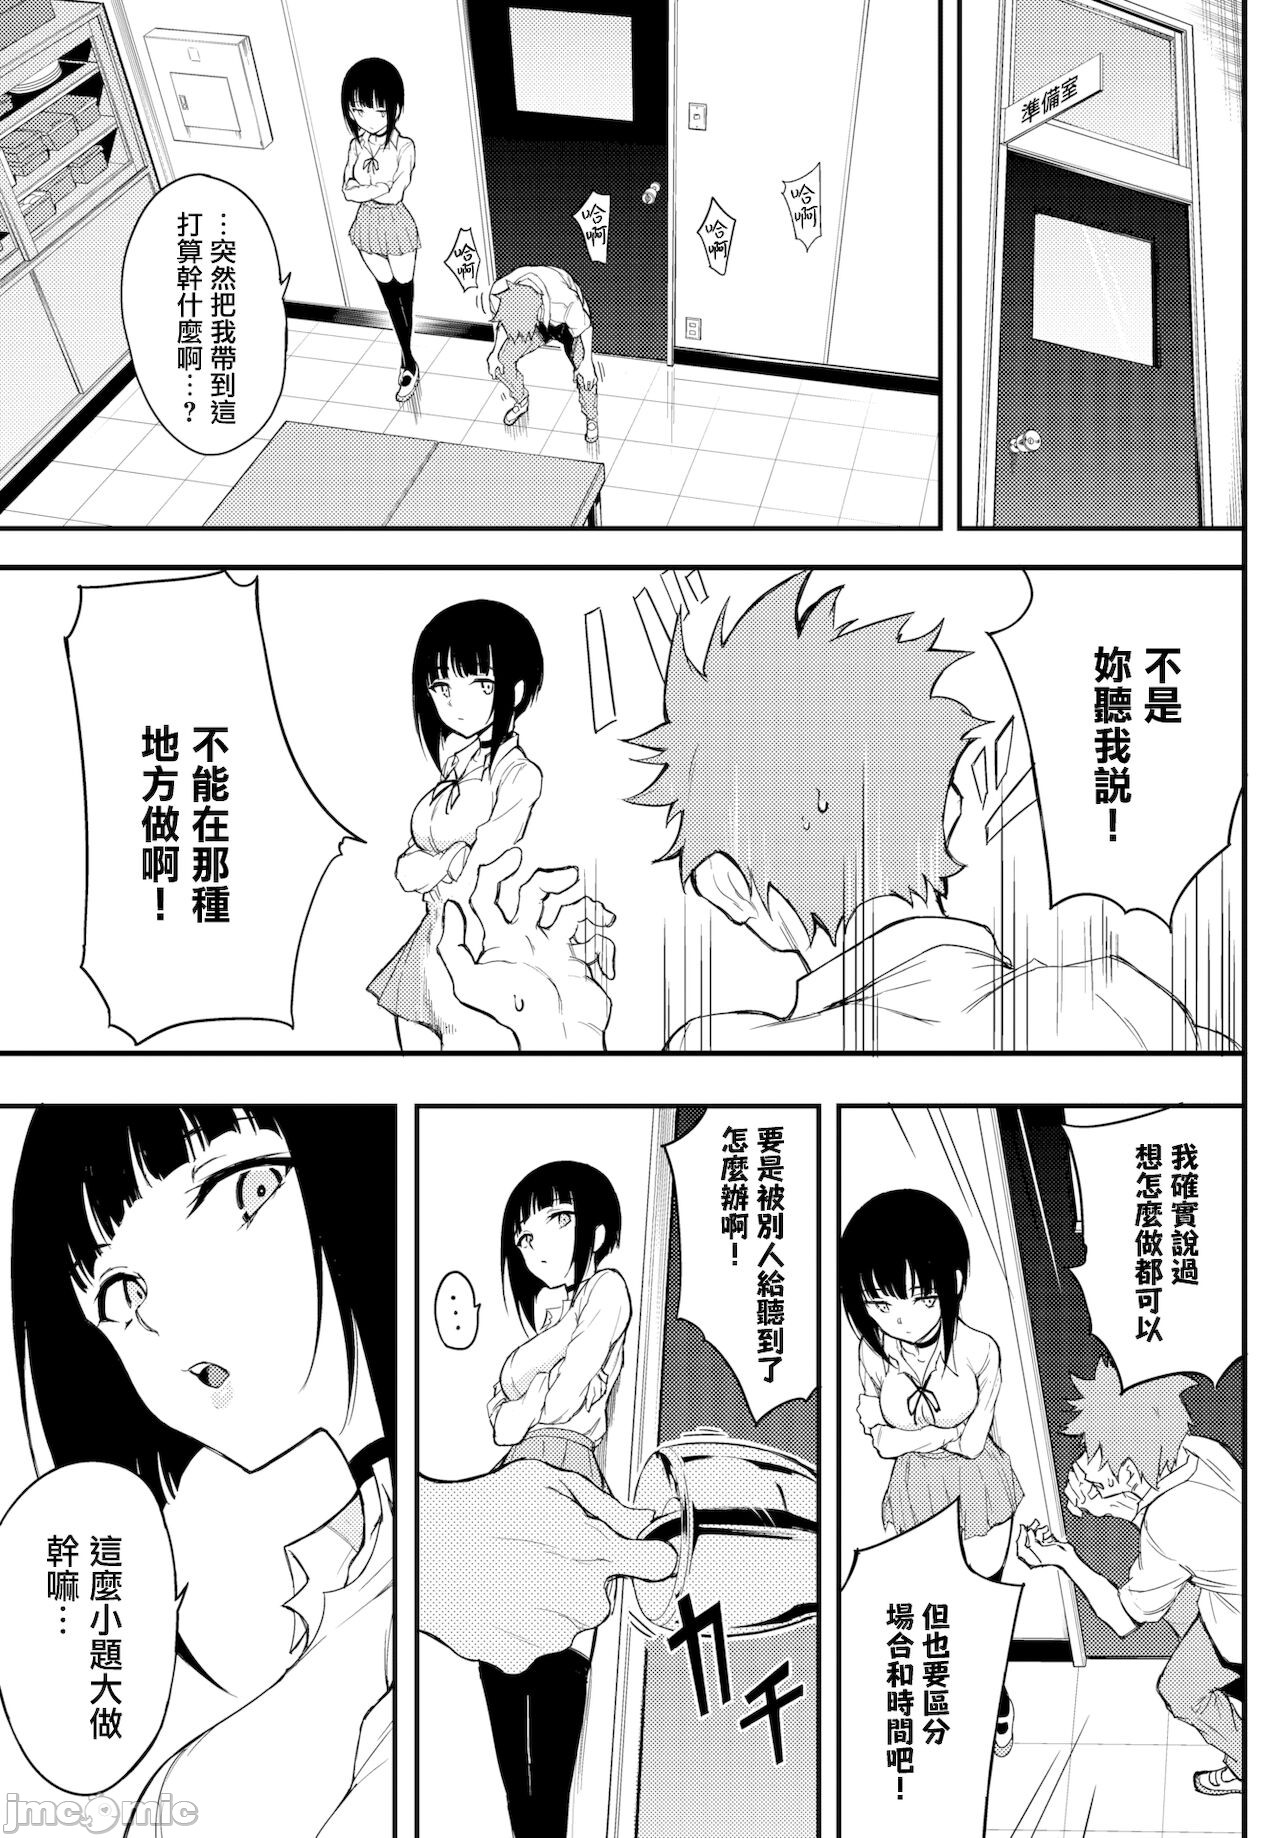 準備室
哈啊
哈啊
哈啊
哈啊
…突然把我帶到這
打算幹什麼啊…?
不是
妳聽我說!
不能在那種
地方做啊!
我確實說過
想怎麼做都可以
但也要區分
場合和時間吧!
要是被別人給聽到了
怎麼辦啊!
…
カチ
這麼小題大做
幹嘛…
jmcomic